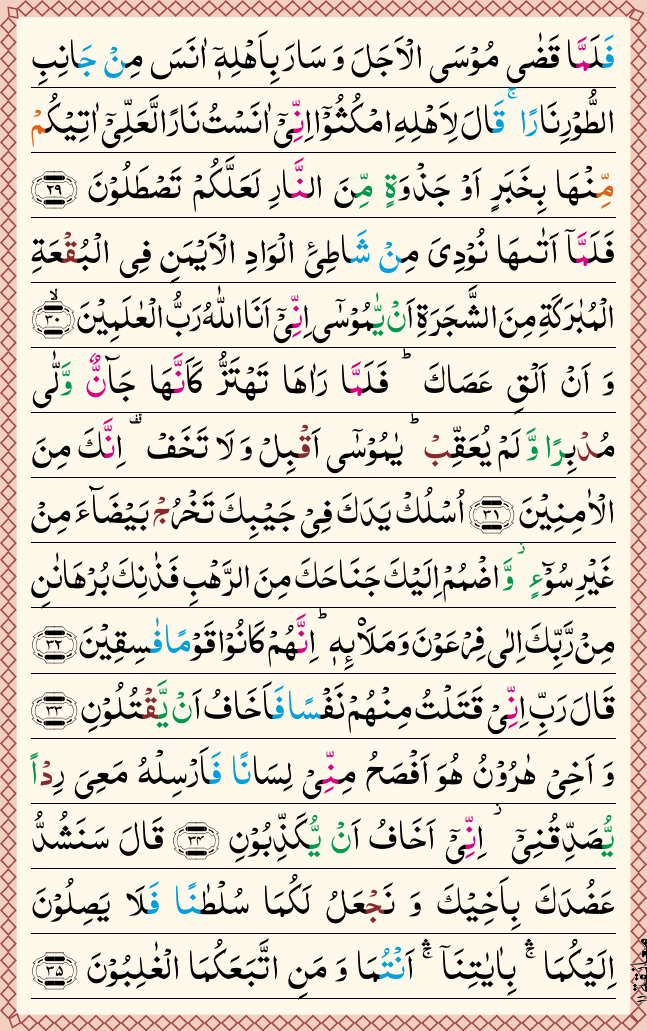 فَلَمَّا قَضٰى مُوْسَى الْاَجَلَ وَ سَارَ بِاَهْلِهٖۤ اٰنَسَ مِنْ جَانِبِ
الطُّوْرِ نَارًا ۚ قَالَ لِاَهْلِهِ امْكُثُوْۤا اِنِّیْۤ اٰنَسْتُ نَارًا لَّعَلِّیْۤ اٰتِیْكُمْ
مِّنْهَا بِخَبَرٍ اَوْ جَذْوَةٍ مِّنَ النَّارِ لَعَلَّكُمْ تَصْطَلُوْنَ ﴿۲۹﴾
فَلَمَّاۤ اَتٰىهَا نُوْدِیَ مِنْ شَاطِئِ الْوَادِ الْاَیْمَنِ فِی الْبُقْعَةِ
الْمُبٰرَكَةِ مِنَ الشَّجَرَةِ اَنْ یّٰمُوْسٰۤى اِنِّیْۤ اَنَا اللّٰهُ رَبُّ الْعٰلَمِیْنَ ﴿ۙ۳۰﴾
وَ اَنْ اَلْقِ عَصَاكَ ؕ فَلَمَّا رَاٰهَا تَهْتَزُّ كَاَنَّهَا جَآنٌّ وَّلّٰى
مُدْبِرًا وَّ لَمْ یُعَقِّبْ ؕ یٰمُوْسٰۤى اَقْبِلْ وَ لَا تَخَفْ ۫ اِنَّكَ مِنَ
الْاٰمِنِیْنَ ﴿۳۱﴾ اُسْلُكْ یَدَكَ فِیْ جَیْبِكَ تَخْرُجْ بَیْضَآءَ مِنْ
غَیْرِ سُوْٓءٍ ؗ وَّ اضْمُمْ اِلَیْكَ جَنَاحَكَ مِنَ الرَّهْبِ فَذٰنِكَ بُرْهَانٰنِ
مِنْ رَّبِّكَ اِلٰى فِرْعَوْنَ وَ مَلَاۡىِٕهٖ ؕ اِنَّهُمْ كَانُوْا قَوْمًا فٰسِقِیْنَ ﴿۳۲﴾
قَالَ رَبِّ اِنِّیْ قَتَلْتُ مِنْهُمْ نَفْسًا فَاَخَافُ اَنْ یَّقْتُلُوْنِ ﴿۳۳﴾
وَ اَخِیْ هٰرُوْنُ هُوَ اَفْصَحُ مِنِّیْ لِسَانًا فَاَرْسِلْهُ مَعِیَ رِدْاً
یُّصَدِّقُنِیْۤ ؗ اِنِّیْۤ اَخَافُ اَنْ یُّكَذِّبُوْنِ ﴿۳۴﴾ قَالَ سَنَشُدُّ
عَضُدَكَ بِاَخِیْكَ وَ نَجْعَلُ لَكُمَا سُلْطٰنًا فَلَا یَصِلُوْنَ
اِلَیْكُمَا ۛۚ بِاٰیٰتِنَاۤ ۛۚ اَنْتُمَا وَ مَنِ اتَّبَعَكُمَا الْغٰلِبُوْنَ ﴿۳۵﴾
معانقة ۱۱